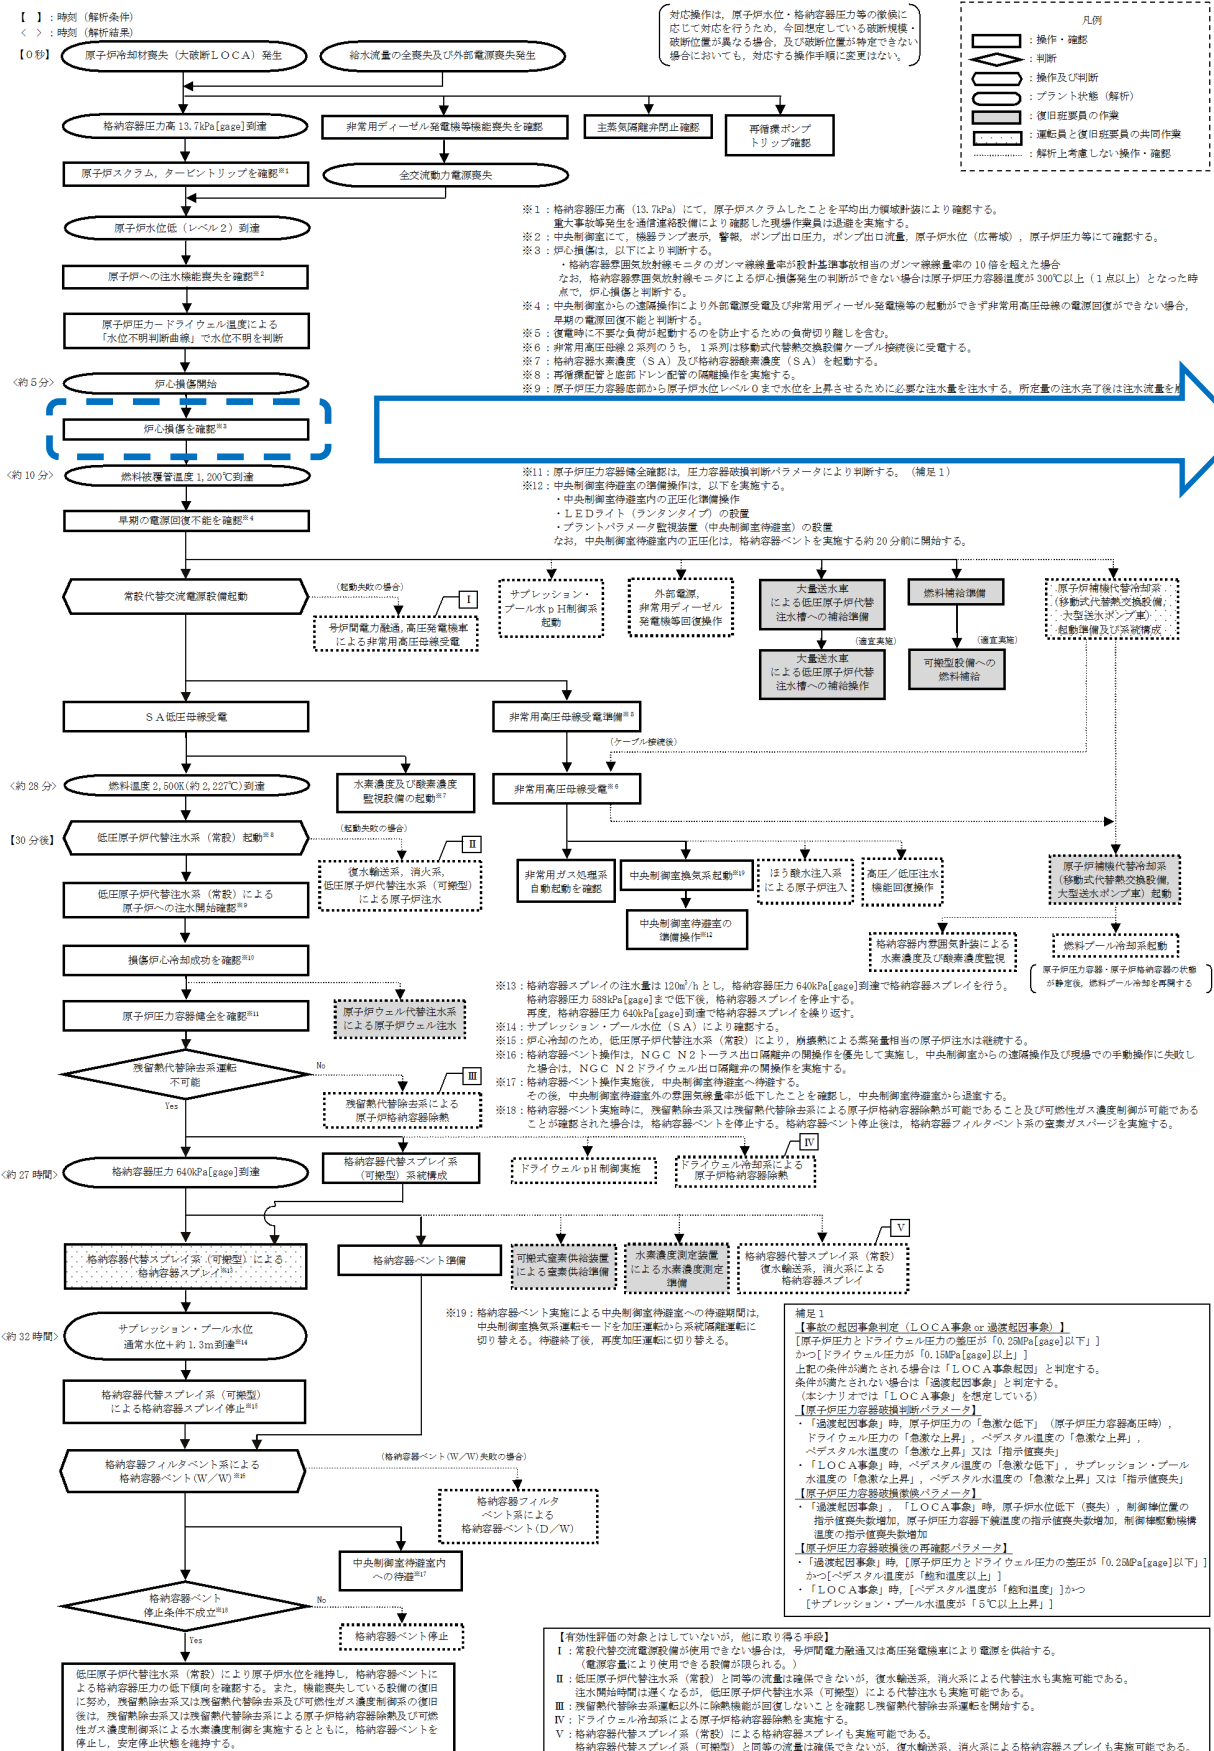 【　】：時刻（解析条件）
＜　＞：時刻（解析結果）
【０秒】
原子炉冷却材喪失（大破断ＬＯＣＡ）発生
給水流量の全喪失及び外部電源喪失発生
対応操作は，原子炉水位・格納容器圧力等の徴候に
応じて対応を行うため，今回想定している破断規模・
破断位置が異なる場合，及び破断位置が特定できない
場合においても，対応する操作手順に変更はない。
凡例
：操作・確認
：判断
：操作及び判断
：プラント状態（解析）
：復旧班要員の作業
：運転員と復旧班要員の共同作業
：解析上考慮しない操作・確認
格納容器圧力高 13.7kPa[gage]到達
非常用ディーゼル発電機等機能喪失を確認
主蒸気隔離弁閉止確認
再循環ポンプ
トリップ確認
原子炉スクラム，タービントリップを確認※1
全交流動力電源喪失
原子炉水位低（レベル２）到達
原子炉への注水機能喪失を確認※2
原子炉圧力－ドライウェル温度による
「水位不明判断曲線」で水位不明を判断
＜約５分＞
炉心損傷開始
炉心損傷を確認※3
＜約 10 分＞
燃料被覆管温度 1,200℃到達
早期の電源回復不能を確認※4
※１：格納容器圧力高（13.7kPa）にて，原子炉スクラムしたことを平均出力領域計装により確認する。
重大事故等発生を通信連絡設備により確認した現場作業員は退避を実施する。
※２：中央制御室にて，機器ランプ表示，警報，ポンプ出口圧力，ポンプ出口流量，原子炉水位（広帯域），原子炉圧力等にて確認する。
※３：炉心損傷は，以下により判断する。
・格納容器雰囲気放射線モニタのガンマ線線量率が設計基準事故相当のガンマ線線量率の 10 倍を超えた場合
なお，格納容器雰囲気放射線モニタによる炉心損傷発生の判断ができない場合は原子炉圧力容器温度が 300℃以上（１点以上）となった時
点で，炉心損傷と判断する。
※４：中央制御室からの遠隔操作により外部電源受電及び非常用ディーゼル発電機等の起動ができず非常用高圧母線の電源回復ができない場合，
早期の電源回復不能と判断する。
※５：復電時に不要な負荷が起動するのを防止するための負荷切り離しを含む。
※６：非常用高圧母線２系列のうち，１系列は移動式代替熱交換設備ケーブル接続後に受電する。
※７：格納容器水素濃度（ＳＡ）及び格納容器酸素濃度（ＳＡ）を起動する。
※８：再循環配管と底部ドレン配管の隔離操作を実施する。
※９：原子炉圧力容器底部から原子炉水位レベル０まで水位を上昇させるために必要な注水量を注水する。所定量の注水完了後は注水流量を
※11：原子炉圧力容器健全確認は，圧力容器破損判断パラメータにより判断する。（補足１）
※12：中央制御室待避室の準備操作は，以下を実施する。
・中央制御室待避室内の正圧化準備操作
・ＬＥＤライト（ランタンタイプ）の設置
・プラントパラメータ監視装置（中央制御室待避室）の設置
なお，中央制御室待避室内の正圧化は，格納容器ベントを実施する約 20 分前に開始する。
常設代替交流電源設備起動
（起動失敗の場合）
Ⅰ
号炉間電力融通，高圧発電機車
による非常用高圧母線受電
サプレッション・
プール水ｐＨ制御系
起動
外部電源，
非常用ディーゼル
発電機等回復操作
大量送水車
による低圧原子炉代替
注水槽への補給準備
燃料補給準備
原子炉補機代替冷却系
（移動式代替熱交換設備，
大型送水ポンプ車）
起動準備及び系統構成
（適宜実施）
（適宜実施）
大量送水車
による低圧原子炉代替
注水槽への補給操作
可搬型設備への
燃料補給
ＳＡ低圧母線受電
非常用高圧母線受電準備※5
（ケーブル接続後）
＜約 28 分＞
燃料温度 2,500K(約 2,227℃)到達
水素濃度及び酸素濃度
監視設備の起動※7
非常用高圧母線受電※6
【30 分後】
低圧原子炉代替注水系（常設）起動※8
（起動失敗の場合）
Ⅱ
復水輸送系，消火系，
低圧原子炉代替注水系（可搬型）
による原子炉注水
非常用ガス処理系
自動起動を確認
中央制御室換気系起動※19
ほう酸水注入系
による原子炉注入
高圧／低圧注水
機能回復操作
原子炉補機代替冷却系
（移動式代替熱交換設備，
大型送水ポンプ車）起動
低圧原子炉代替注水系（常設）による
原子炉への注水開始確認※9
中央制御室待避室の
準備操作※12
格納容器内雰囲気計装による
水素濃度及び酸素濃度監視
燃料プール冷却系起動
原子炉圧力容器・原子炉格納容器の状態
が静定後，燃料プール冷却を再開する
損傷炉心冷却成功を確認※10
原子炉圧力容器健全を確認※11
原子炉ウェル代替注水系
による原子炉ウェル注水
※13：格納容器スプレイの注水量は 120m³/h とし，格納容器圧力 640kPa[gage]到達で格納容器スプレイを行う。
格納容器圧力 588kPa[gage]まで低下後，格納容器スプレイを停止する。
再度，格納容器圧力 640kPa[gage]到達で格納容器スプレイを繰り返す。
※14：サプレッション・プール水位（ＳＡ）により確認する。
※15：炉心冷却のため，低圧原子炉代替注水系（常設）により，崩壊熱による蒸発量相当の原子炉注水は継続する。
※16：格納容器ベント操作は，ＮＧＣ Ｎ２トーラス出口隔離弁の開操作を優先して実施し，中央制御室からの遠隔操作及び現場での手動操作に失敗し
た場合は，ＮＧＣ Ｎ２ドライウェル出口隔離弁の開操作を実施する。
※17：格納容器ベント操作実施後，中央制御室待避室へ待避する。
その後，中央制御室待避室外の雰囲気線量率が低下したことを確認し，中央制御室待避室から退室する。
※18：格納容器ベント実施時に，残留熱除去系又は残留熱代替除去系による原子炉格納容器除熱が可能であること及び可燃性ガス濃度制御が可能である
ことが確認された場合は，格納容器ベントを停止する。格納容器ベント停止後は，格納容器フィルタベント系の窒素ガスパージを実施する。
残留熱代替除去系運転
不可能
No
Yes
Ⅲ
残留熱代替除去系による
原子炉格納容器除熱
＜約 27 時間＞
格納容器圧力 640kPa[gage]到達
格納容器代替スプレイ系
（可搬型）系統構成
ドライウェルpH 制御実施
Ⅳ
ドライウェル冷却系による
原子炉格納容器除熱
Ⅴ
格納容器代替スプレイ系（可搬型）による
格納容器スプレイ※13
格納容器ベント準備
可搬式窒素供給装置
による窒素供給準備
水素濃度測定装置
による水素濃度測定
準備
格納容器代替スプレイ系（常設）
復水輸送系，消火系による
格納容器スプレイ
＜約 32 時間＞
サプレッション・プール水位
通常水位＋約 1.3m到達※14
※19：格納容器ベント実施による中央制御室待避室への待避期間は，
中央制御室換気系運転モードを加圧運転から系統隔離運転に
切り替える。待避終了後，再度加圧運転に切り替える。
格納容器代替スプレイ系（可搬型）
による格納容器スプレイ停止※15
格納容器フィルタベント系による
格納容器ベント(Ｗ／Ｗ)※16
（格納容器ベント(Ｗ／Ｗ)失敗の場合）
格納容器フィルタ
ベント系による
格納容器ベント(Ｄ／Ｗ)
中央制御室待避室内
への待避※17
格納容器ベント
停止条件不成立※18
No
Yes
格納容器ベント停止
低圧原子炉代替注水系（常設）により原子炉水位を維持し，格納容器ベントに
よる格納容器圧力の低下傾向を確認する。また，機能喪失している設備の復旧
に努め，残留熱除去系又は残留熱代替除去系及び可燃性ガス濃度制御系の復旧
後は，残留熱除去系又は残留熱代替除去系による原子炉格納容器除熱及び可燃
性ガス濃度制御系による水素濃度制御を実施するとともに，格納容器ベントを
停止し，安定停止状態を維持する。
補足１
【事故の起因事象判定（ＬＯＣＡ事象 or 過渡起因事象）】
[原子炉圧力とドライウェル圧力の差圧が「0.25MPa[gage]以下」]
かつ[ドライウェル圧力が「0.15MPa[gage]以上」]
上記の条件が満たされる場合は「ＬＯＣＡ事象起因」と判定する。
条件が満たされない場合は「過渡起因事象」と判定する。
（本シナリオでは「ＬＯＣＡ事象」を想定している）
【原子炉圧力容器破損判断パラメータ】
・「過渡起因事象」時，原子炉圧力の「急激な低下」（原子炉圧力容器高圧時），
ドライウェル圧力の「急激な上昇」，ペデスタル温度の「急激な上昇」，
ペデスタル水温度の「急激な上昇」又は「指示値喪失」
・「ＬＯＣＡ事象」時，ペデスタル温度の「急激な低下」，サプレッション・プール
水温度の「急激な上昇」，ペデスタル水温度の「急激な上昇」又は「指示値喪失」
【原子炉圧力容器破損徴候パラメータ】
・「過渡起因事象」，「ＬＯＣＡ事象」時，原子炉水位低下（喪失），制御棒位置の
指示値喪失数増加，原子炉圧力容器下鏡温度の指示値喪失数増加，制御棒駆動機構
温度の指示値喪失数増加
【原子炉圧力容器破損後の再確認パラメータ】
・「過渡起因事象」時，[原子炉圧力とドライウェル圧力の差圧が「0.25MPa[gage]以下」]
かつ[ペデスタル温度が「飽和温度以上」]
・「ＬＯＣＡ事象」時，[ペデスタル温度が「飽和温度」]かつ
[サプレッション・プール水温度が「５℃以上上昇」]
【有効性評価の対象とはしていないが，他に取り得る手段】
Ⅰ：常設代替交流電源設備が使用できない場合は，号炉間電力融通又は高圧発電機車により電源を供給する。
（電源容量により使用できる設備が限られる。）
Ⅱ：低圧原子炉代替注水系（常設）と同等の流量は確保できないが，復水輸送系，消火系による代替注水も実施可能である。
注水開始時間は遅くなるが，低圧原子炉代替注水系（可搬型）による代替注水も実施可能である。
Ⅲ：残留熱代替除去系運転以外に除熱機能が回復しないことを確認し残留熱代替除去系運転を開始する。
Ⅳ：ドライウェル冷却系による原子炉格納容器除熱を実施する。
Ⅴ：格納容器代替スプレイ系（常設）による格納容器スプレイも実施可能である。
格納容器代替スプレイ系（可搬型）と同等の流量は確保できないが，復水輸送系，消火系による格納容器スプレイも実施可能である。